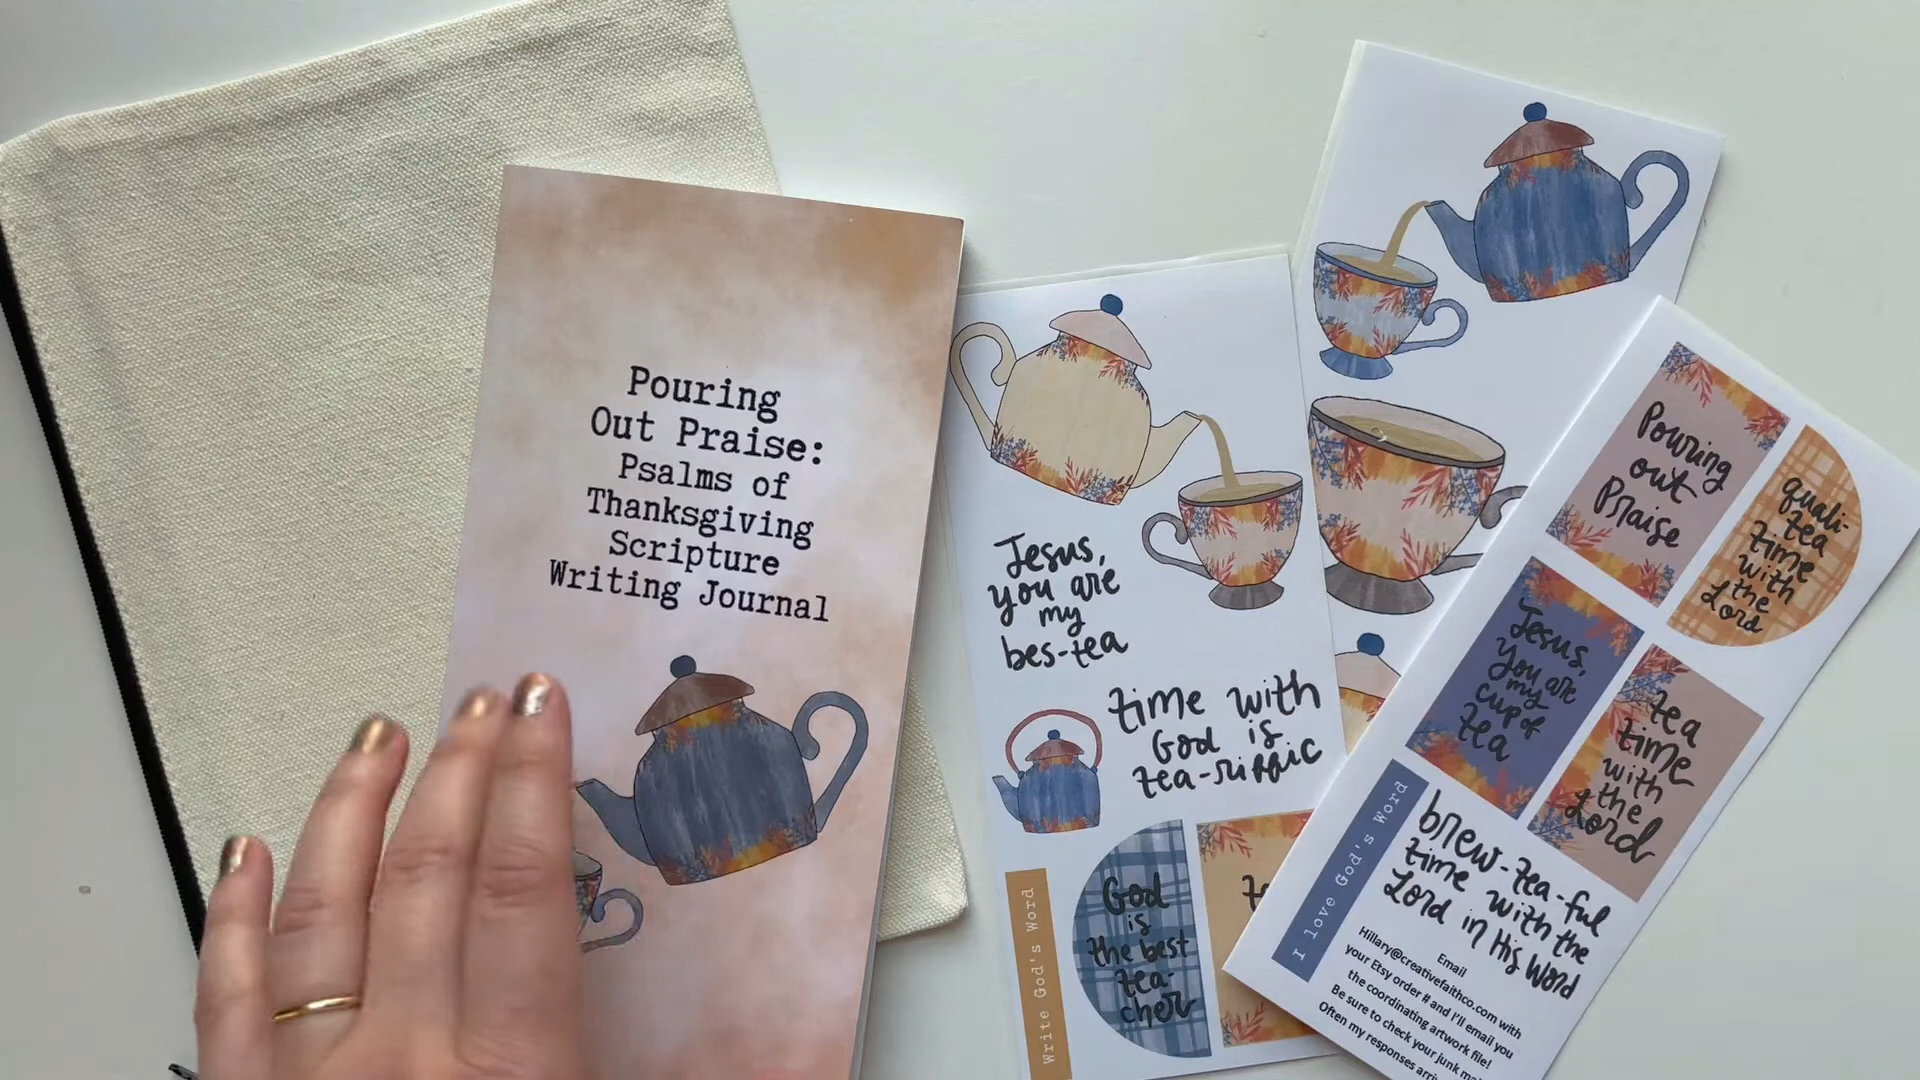 Pouring
Out Praise:
Psalms of
Thanksgiving
Scripture
Writing Journal
Jesus,
you are
my
bes-tea
time with
God is
tea-riffic
God
is
the best
tea-
cher
Write God's Word
Pouring
out
Praise
quali-
tea
time
with
the
Lord
Jesus,
You are
my
cup of
tea
tea
time
with
the
Lord
I love God's Word
brew-tea-ful
time with the
Lord in His Word
Email
Hillary@creativefaithco.com with
your Etsy order # and I'll email you
the coordinating artwork file!
Be sure to check your junk
Often my responses